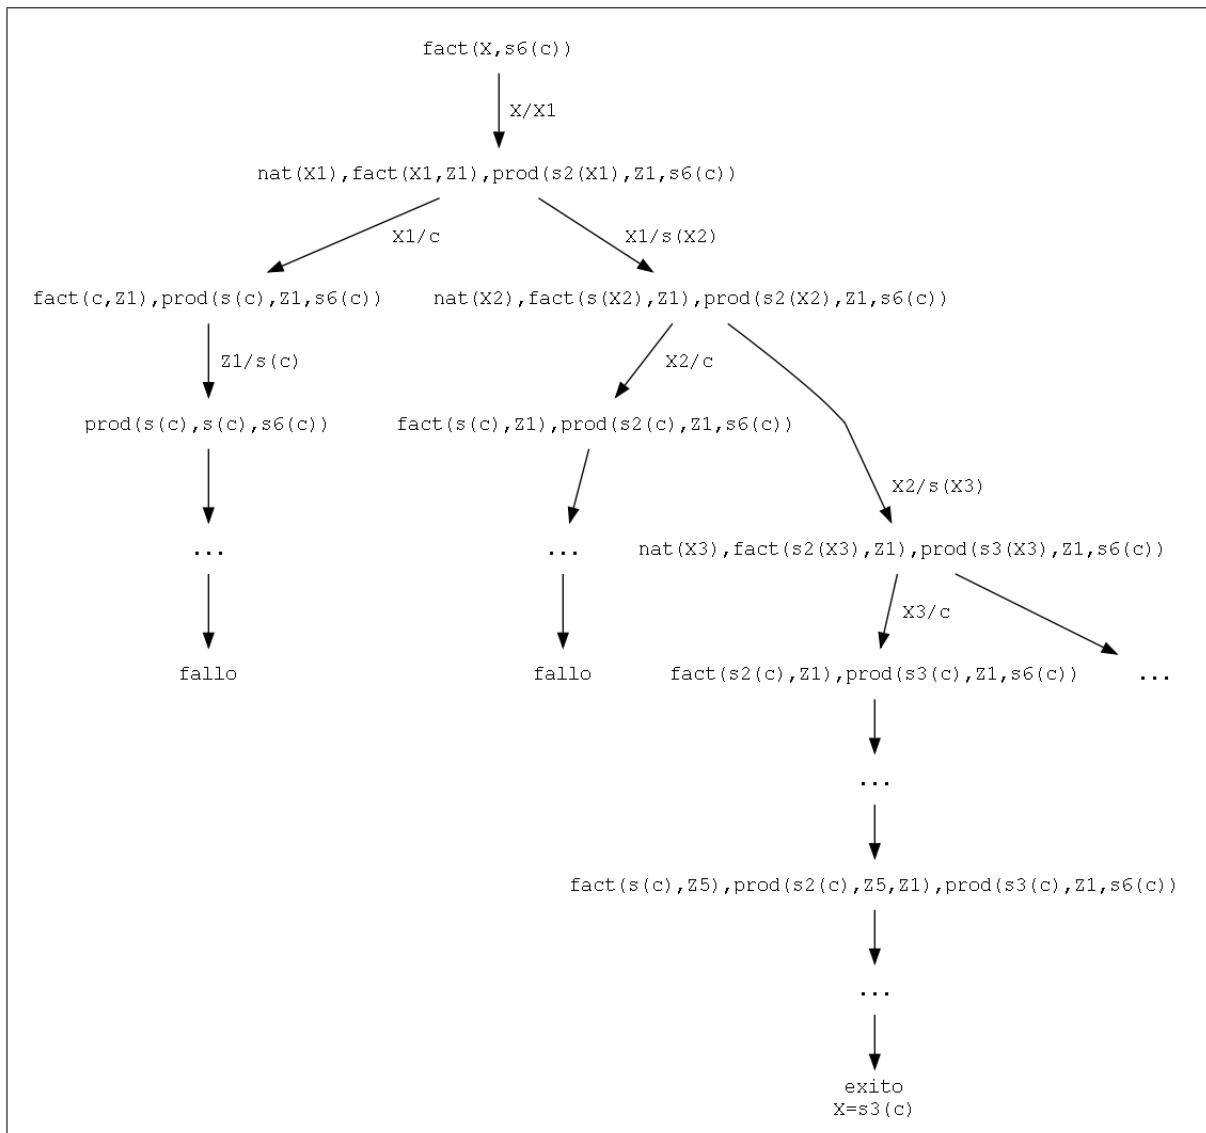 fact(X,s6(c))
X/X1
nat(X1),fact(X1,Z1),prod(s2(X1),Z1,s6(c))
X1/c
X1/s(X2)
fact(c,Z1),prod(s(c),Z1,s6(c))
nat(X2),fact(s(X2),Z1),prod(s2(X2),Z1,s6(c))
Z1/s(c)
X2/c
prod(s(c),s(c),s6(c))
fact(s(c),Z1),prod(s2(c),Z1,s6(c))
X2/s(X3)
...
...
nat(X3),fact(s2(X3),Z1),prod(s3(X3),Z1,s6(c))
X3/c
fallo
fallo
fact(s2(c),Z1),prod(s3(c),Z1,s6(c))
...
...
fact(s(c),Z5),prod(s2(c),Z5,Z1),prod(s3(c),Z1,s6(c))
...
exito
X=s3(c)